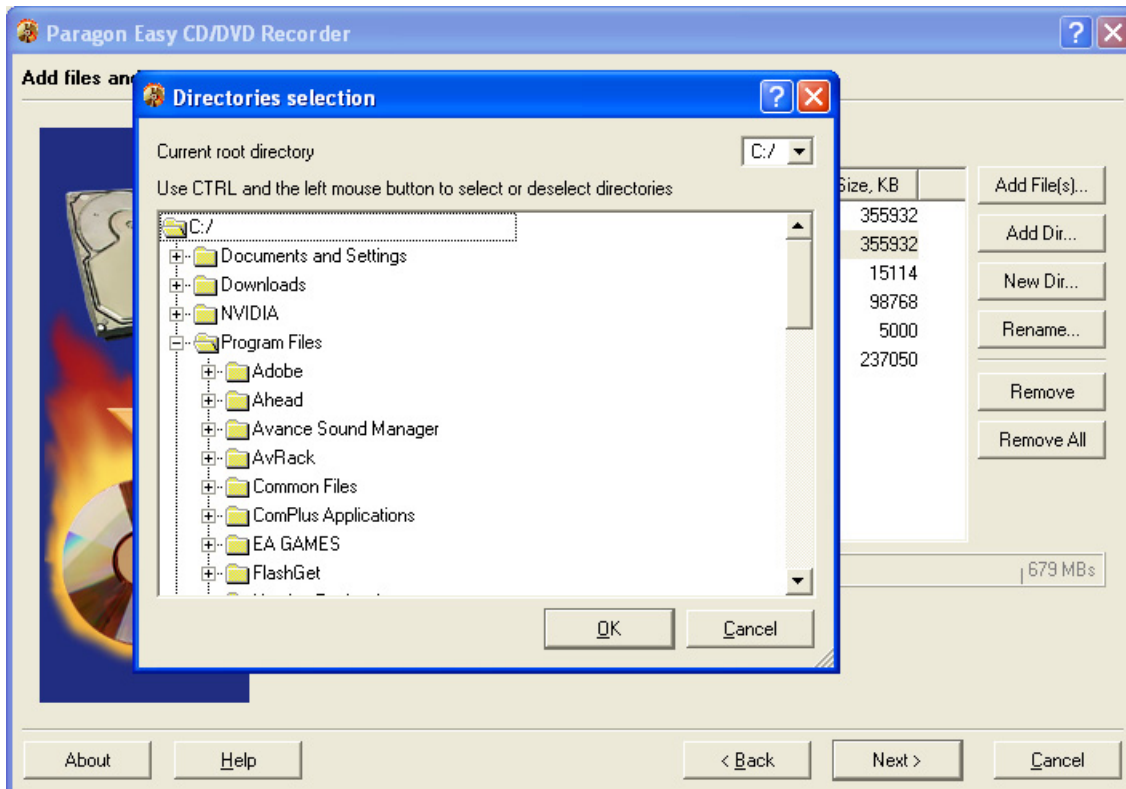 Paragon Easy CD/DVD Recorder
Add files and
Directories selection
Current root directory
C:/
Use CTRL and the left mouse button to select or deselect directories
C:/
Documents and Settings
Downloads
NVIDIA
Program Files
Adobe
Ahead
Avance Sound Manager
AvRack
Common Files
ComPlus Applications
EA GAMES
FlashGet
OK
Cancel
Size, KB
355932
355932
15114
98768
5000
237050
Add File(s)...
Add Dir...
New Dir...
Rename...
Remove
Remove All
679 MBs
About
Help
< Back
Next >
Cancel